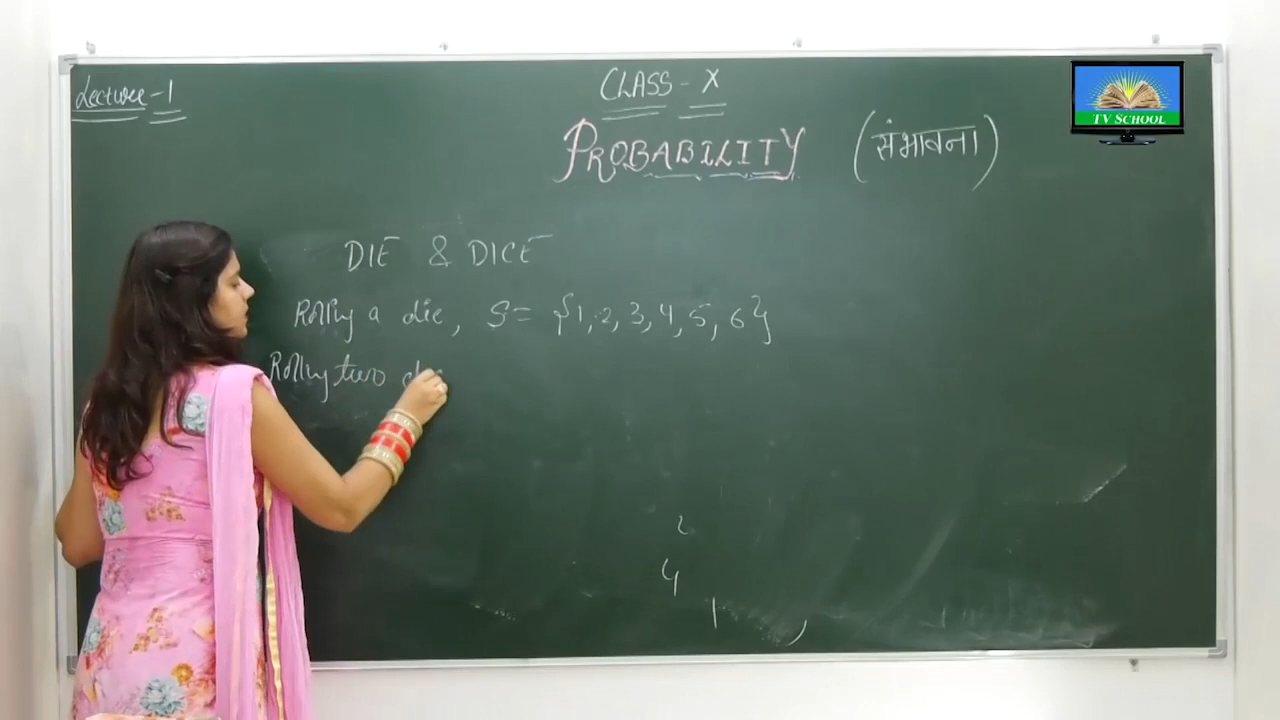 Lecture - 1
CLASS - X
PROBABILITY (संभावना)
TV SCHOOL
DIE & DICE
Rolling a die, S = {1, 2, 3, 4, 5, 6}
Rolling two
2
4
1